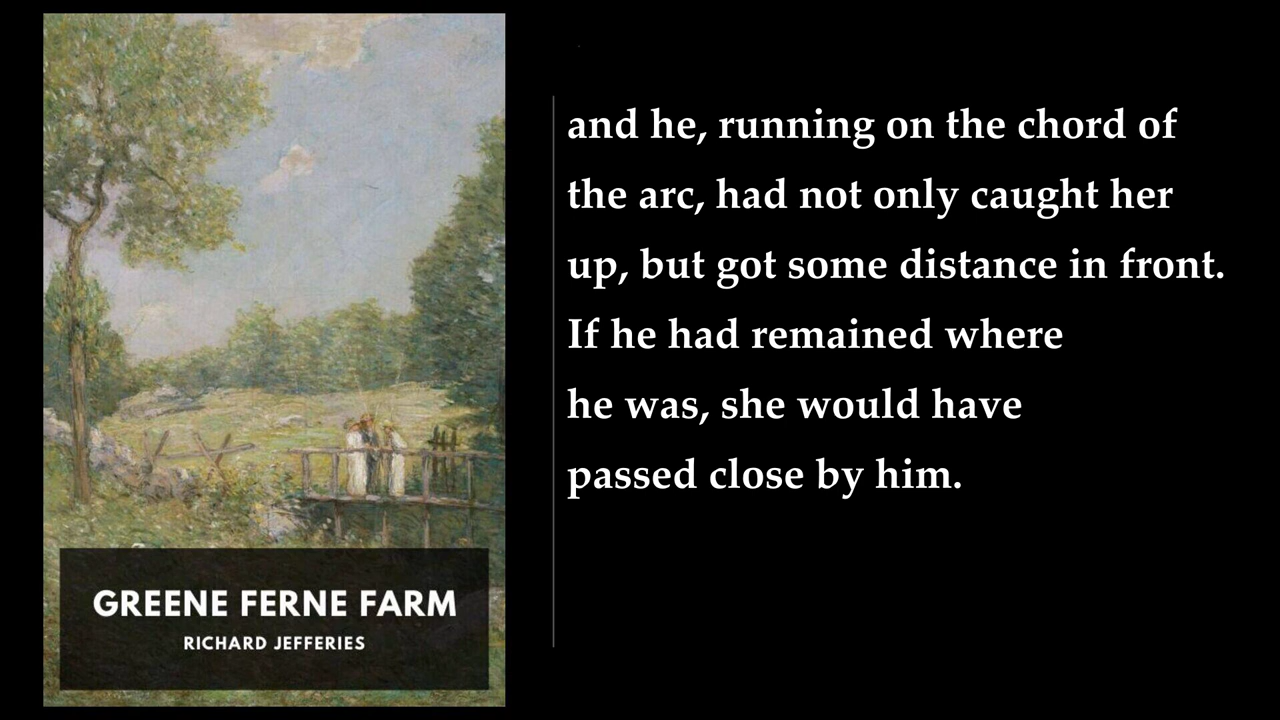 GREENE FERNE FARM
RICHARD JEFFERIES
and he, running on the chord of
the arc, had not only caught her
up, but got some distance in front.
If he had remained where
he was, she would have
passed close by him.